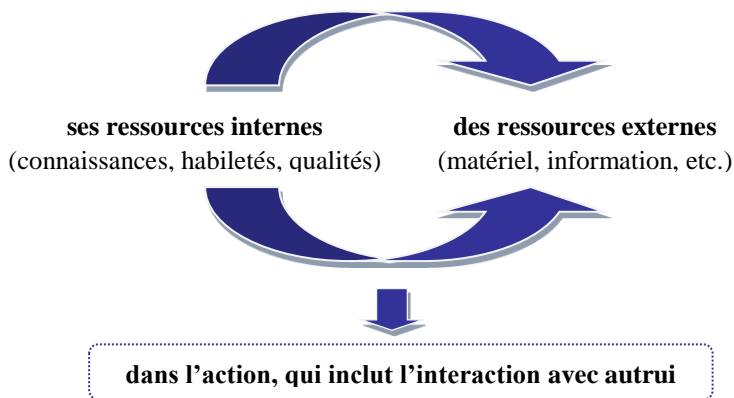 ses ressources internes
(connaissances, habiletés, qualités)
des ressources externes
(matériel, information, etc.)
dans l’action, qui inclut l’interaction avec autrui